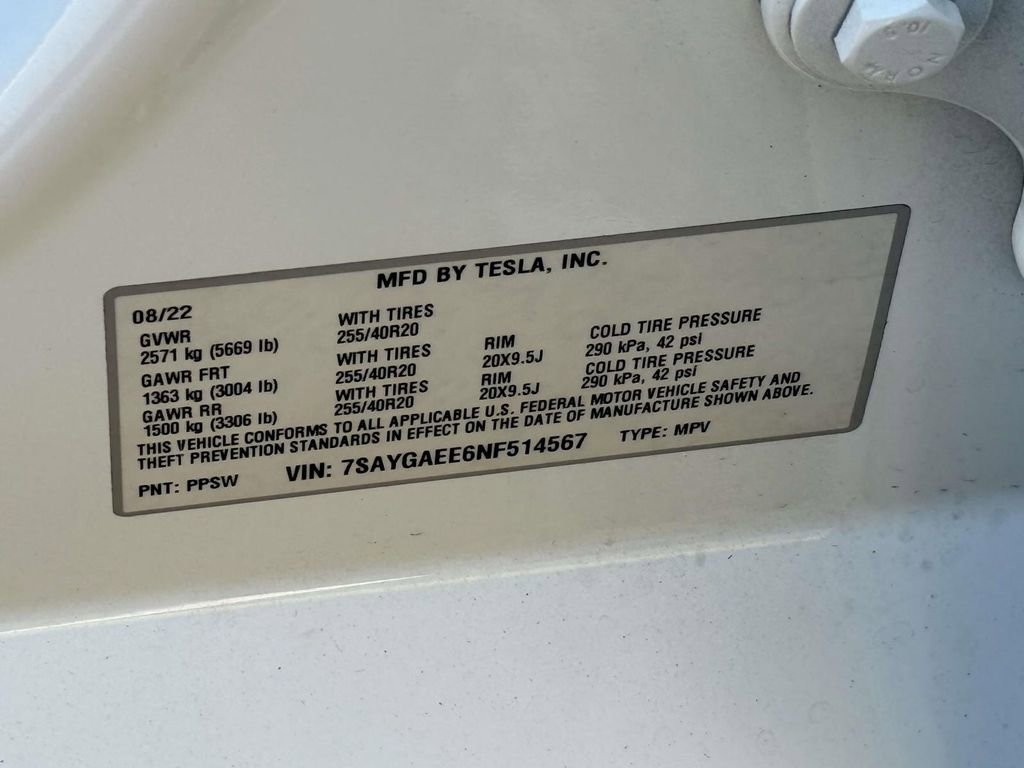 10.9
NORM
MFD BY TESLA, INC.
08/22
GVWR WITH TIRES
2571 kg (5669 lb) 255/40R20 RIM COLD TIRE PRESSURE
GAWR FRT WITH TIRES 20X9.5J 290 kPa, 42 psi
1363 kg (3004 lb) 255/40R20 RIM COLD TIRE PRESSURE
GAWR RR WITH TIRES 20X9.5J 290 kPa, 42 psi
1500 kg (3306 lb) 255/40R20
THIS VEHICLE CONFORMS TO ALL APPLICABLE U.S. FEDERAL MOTOR VEHICLE SAFETY AND
THEFT PREVENTION STANDARDS IN EFFECT ON THE DATE OF MANUFACTURE SHOWN ABOVE.
PNT: PPSW VIN: 7SAYGAEE6NF514567 TYPE: MPV